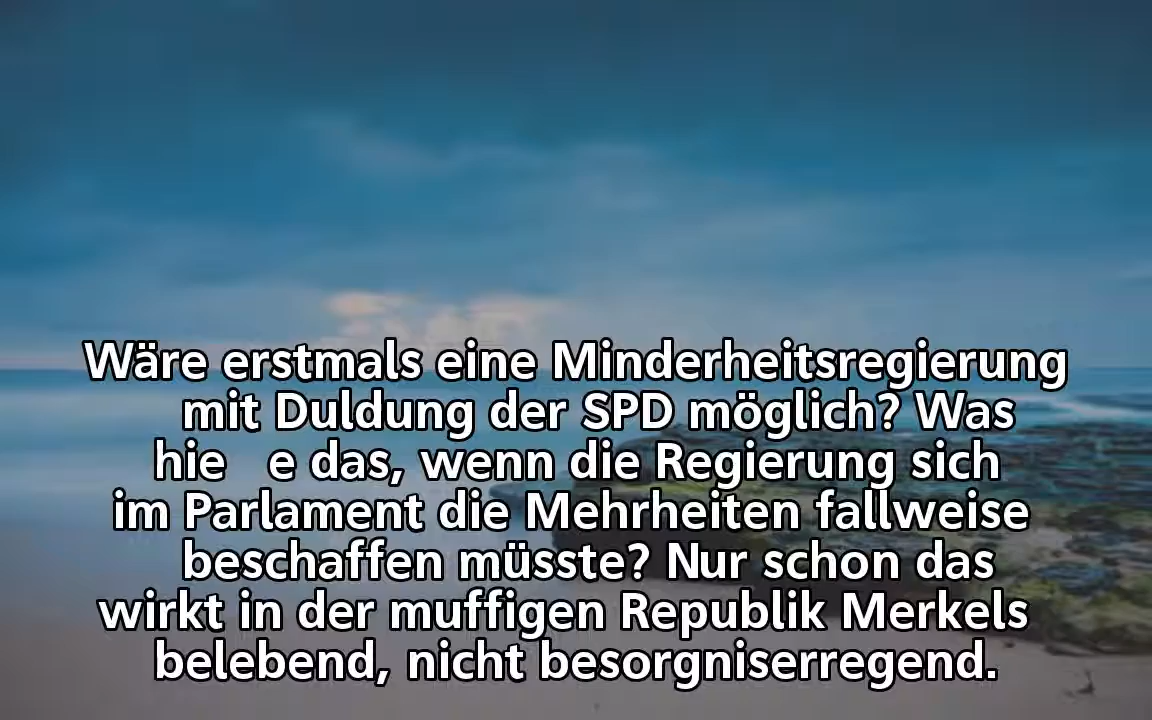 Wäre erstmals eine Minderheitsregierung
mit Duldung der SPD möglich? Was
hie e das, wenn die Regierung sich
im Parlament die Mehrheiten fallweise
beschaffen müsste? Nur schon das
wirkt in der muffigen Republik Merkels
belebend, nicht besorgniserregend.